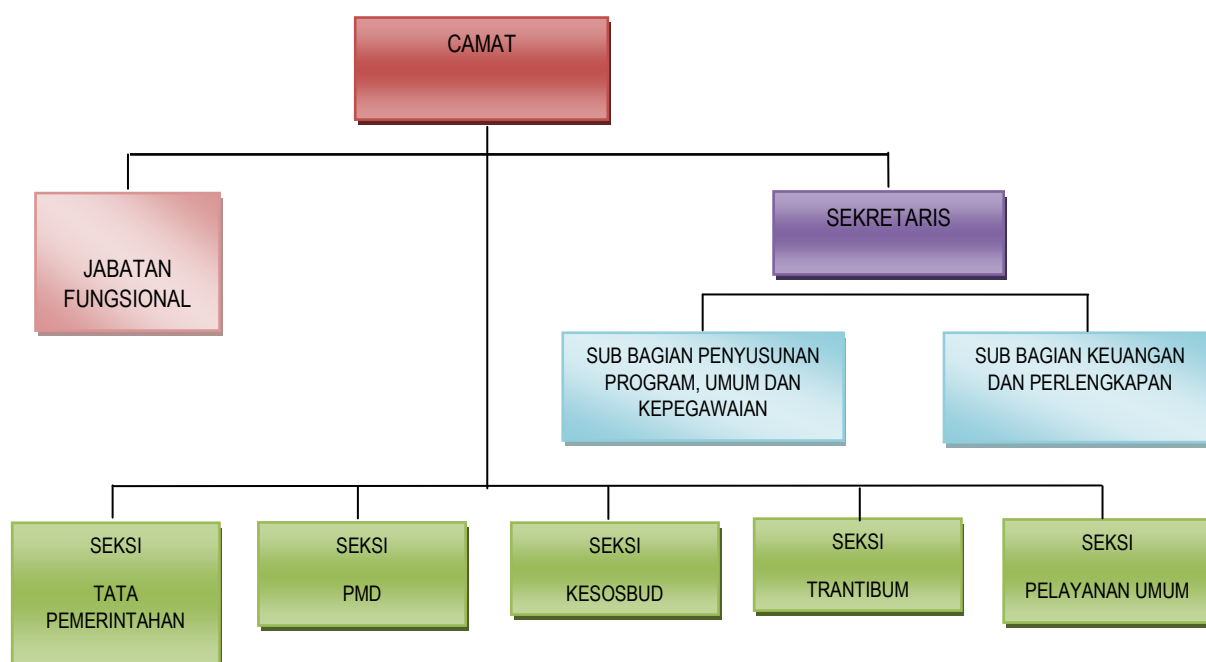 CAMAT
JABATAN
FUNGSIONAL
SEKRETARIS
SUB BAGIAN PENYUSUNAN
PROGRAM, UMUM DAN
KEPEGAWAIAN
SUB BAGIAN KEUANGAN
DAN PERLENGKAPAN
SEKSI
TATA
PEMERINTAHAN
SEKSI
PMD
SEKSI
KESOSBUD
SEKSI
TRANTIBUM
SEKSI
PELAYANAN UMUM